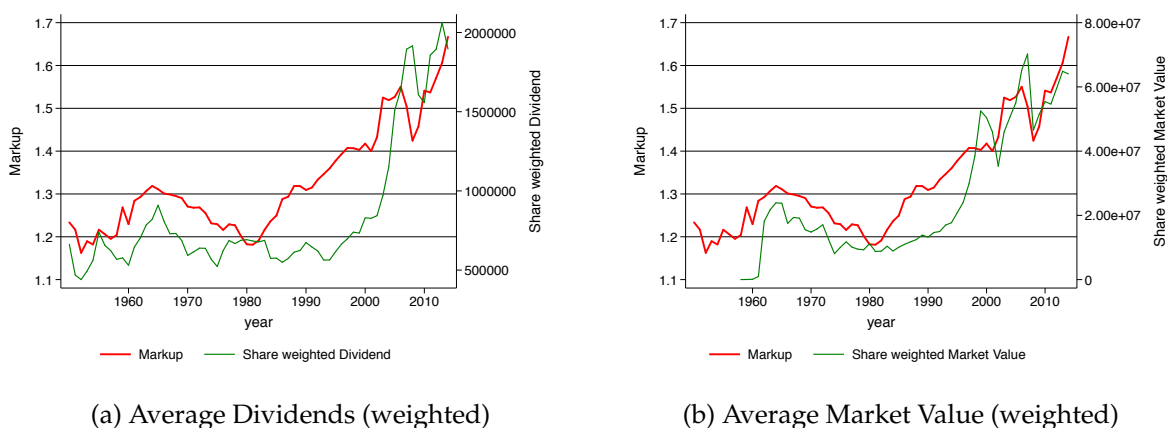 1.7
1.6
1.5
1.4
1.3
1.2
1.1
Markup
2000000
1500000
1000000
500000
Share weighted Dividend
1960 1970 1980 1990 2000 2010
year
Markup Share weighted Dividend
(a) Average Dividends (weighted)
1.7
1.6
1.5
1.4
1.3
1.2
1.1
Markup
8.00e+07
6.00e+07
4.00e+07
2.00e+07
0
Share weighted Market Value
1960 1970 1980 1990 2000 2010
year
Markup Share weighted Market Value
(b) Average Market Value (weighted)